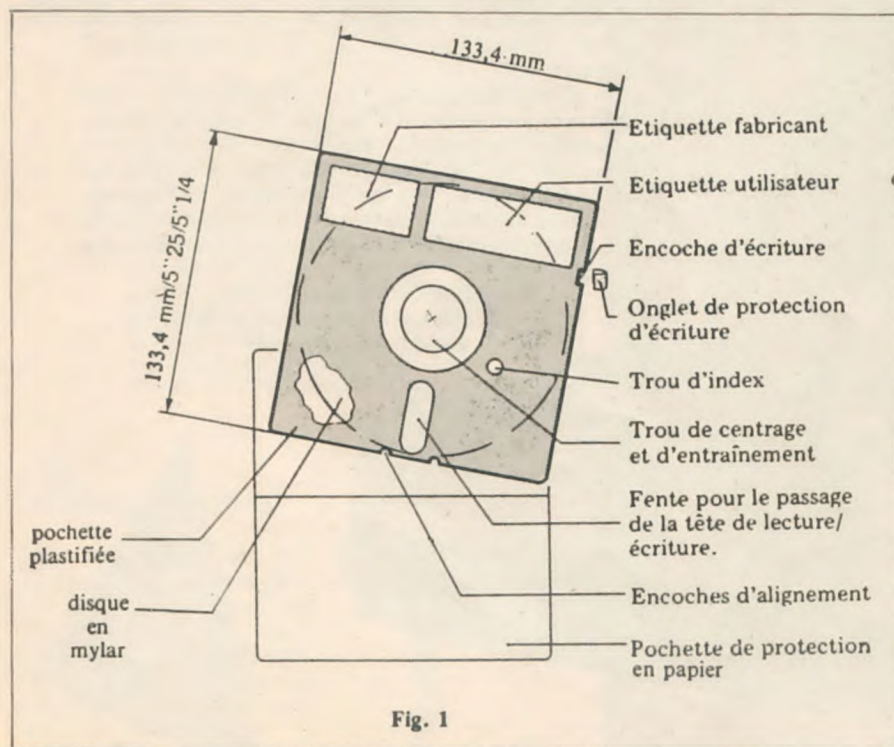 133,4 mm
133,4 mm/5"25/5"1/4
Etiquette fabricant
Etiquette utilisateur
Encoche d'écriture
Onglet de protection
d'écriture
Trou d'index
Trou de centrage
et d'entraînement
Fente pour le passage
de la tête de lecture/
écriture.
Encoches d'alignement
Pochette de protection
en papier
pochette
plastifiée
disque
en
mylar
Fig. 1